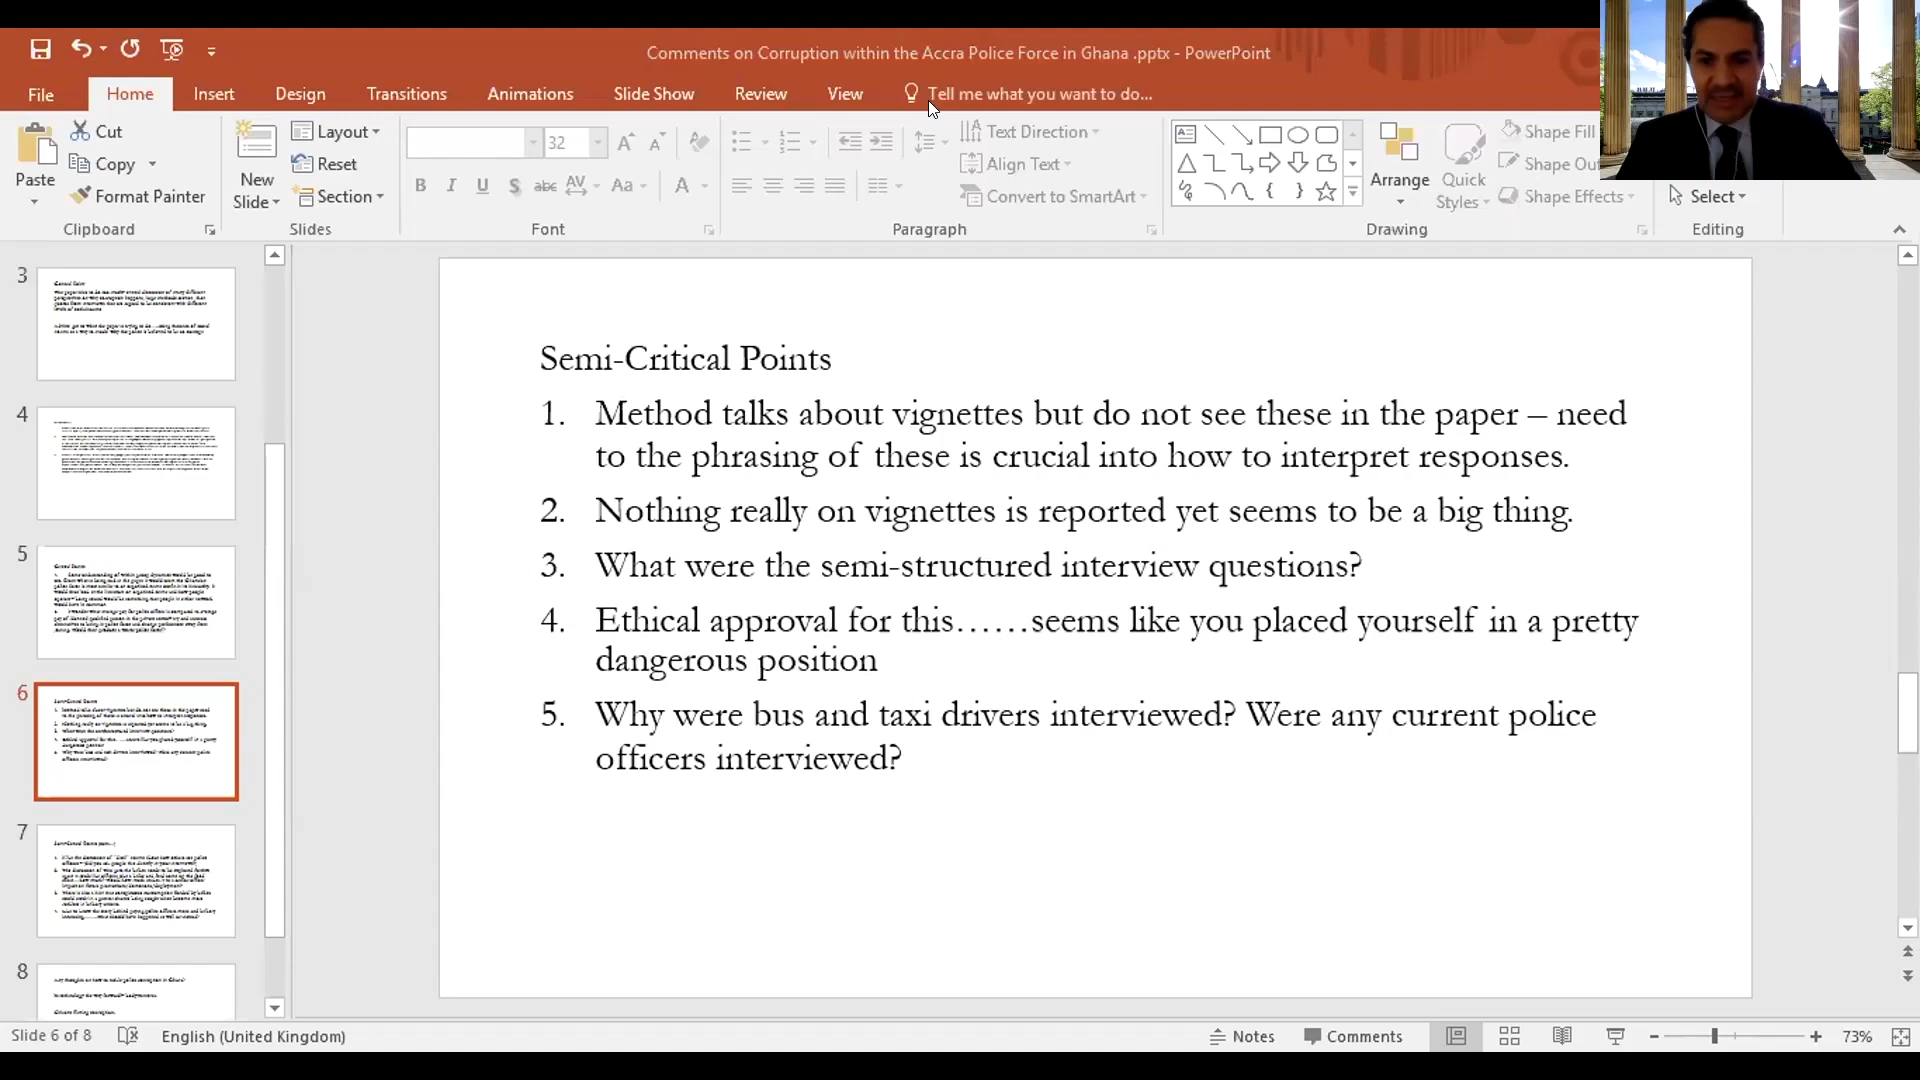 Comments on Corruption within the Accra Police Force in Ghana .pptx - PowerPoint
File Home Insert Design Transitions Animations Slide Show Review View Tell me what you want to do...
Paste
Cut
Copy
Format Painter
Clipboard
New Slide
Layout
Reset
Section
Slides
32
B I U S abc AV Aa A
Font
Text Direction
Align Text
Convert to SmartArt
Paragraph
Arrange
Quick Styles
Shape Fill
Shape Ou
Shape Effects
Drawing
Select
Editing
3
4
5
6
7
8
Semi-Critical Points
1. Method talks about vignettes but do not see these in the paper – need
to the phrasing of these is crucial into how to interpret responses.
2. Nothing really on vignettes is reported yet seems to be a big thing.
3. What were the semi-structured interview questions?
4. Ethical approval for this……seems like you placed yourself in a pretty
dangerous position
5. Why were bus and taxi drivers interviewed? Were any current police
officers interviewed?
Slide 6 of 8 English (United Kingdom) Notes Comments 73%